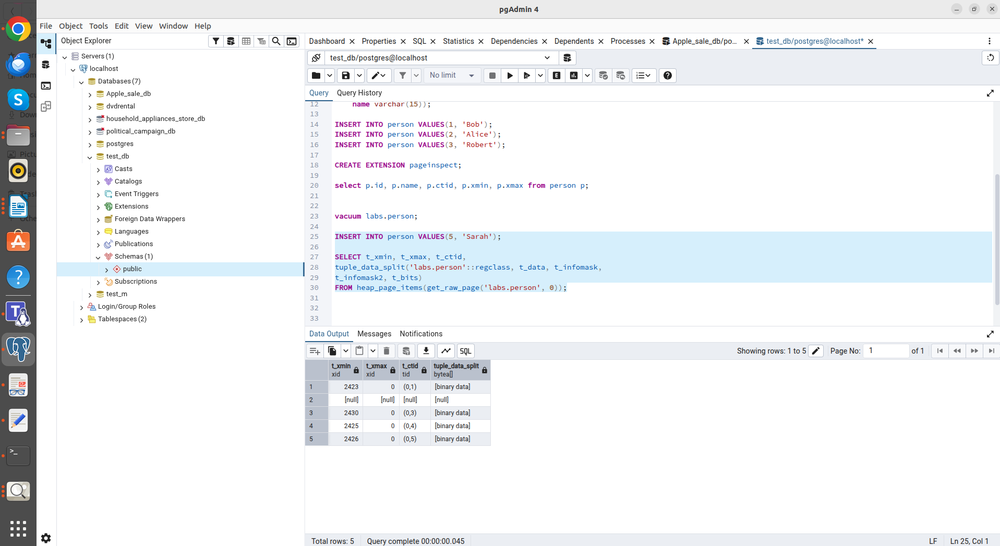 pgAdmin 4
File Object Tools Edit View Window Help
Object Explorer
Dashboard Properties SQL Statistics Dependencies Dependents Processes Apple_sale_db/po... test_db/postgres@localhost*
Servers (1)
localhost
Databases (7)
Apple_sale_db
dvdrental
household_appliances_store_db
political_campaign_db
postgres
test_db
Casts
Catalogs
Event Triggers
Extensions
Foreign Data Wrappers
Languages
Publications
Schemas (1)
public
Subscriptions
test_m
Login/Group Roles
Tablespaces (2)
test_db/postgres@localhost
No limit
Query Query History
12 name varchar(15));
13
14 INSERT INTO person VALUES(1, 'Bob');
15 INSERT INTO person VALUES(2, 'Alice');
16 INSERT INTO person VALUES(3, 'Robert');
17
18 CREATE EXTENSION pageinspect;
19
20 select p.id, p.name, p.ctid, p.xmin, p.xmax from person p;
21
22
23 vacuum labs.person;
24
25 INSERT INTO person VALUES(5, 'Sarah');
26
27 SELECT t_xmin, t_xmax, t_ctid,
28 tuple_data_split('labs.person'::regclass, t_data, t_infomask,
29 t_infomask2, t_bits)
30 FROM heap_page_items(get_raw_page('labs.person', 0));
31
32
33
Data Output Messages Notifications
SQL Showing rows: 1 to 5 Page No: 1 of 1
t_xmin t_xmax t_ctid tuple_data_split
xid xid tid bytea[]
1 2423 0 (0,1) [binary data]
2 [null] [null] [null] [null]
3 2430 0 (0,3) [binary data]
4 2425 0 (0,4) [binary data]
5 2426 0 (0,5) [binary data]
Total rows: 5 Query complete 00:00:00.045 LF Ln 25, Col 1